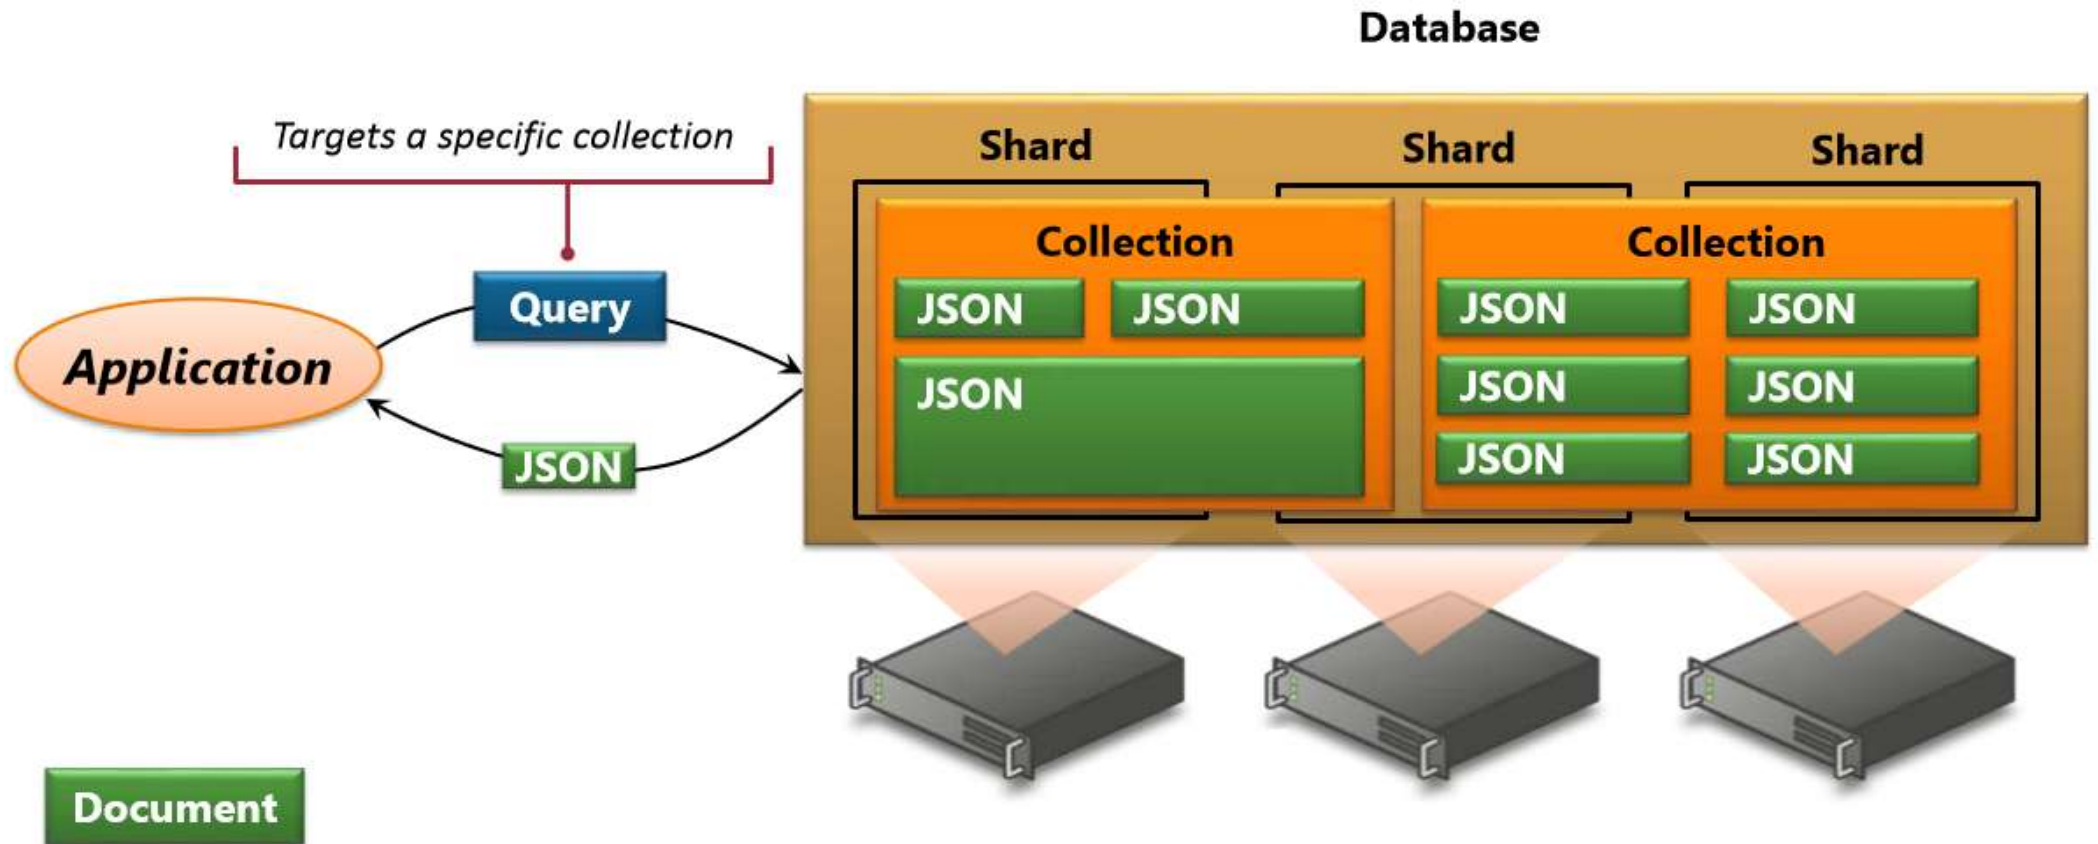 Database
Targets a specific collection
Shard
Shard
Shard
Collection
Collection
Query
JSON
JSON
JSON
JSON
Application
JSON
JSON
JSON
JSON
JSON
JSON
Document